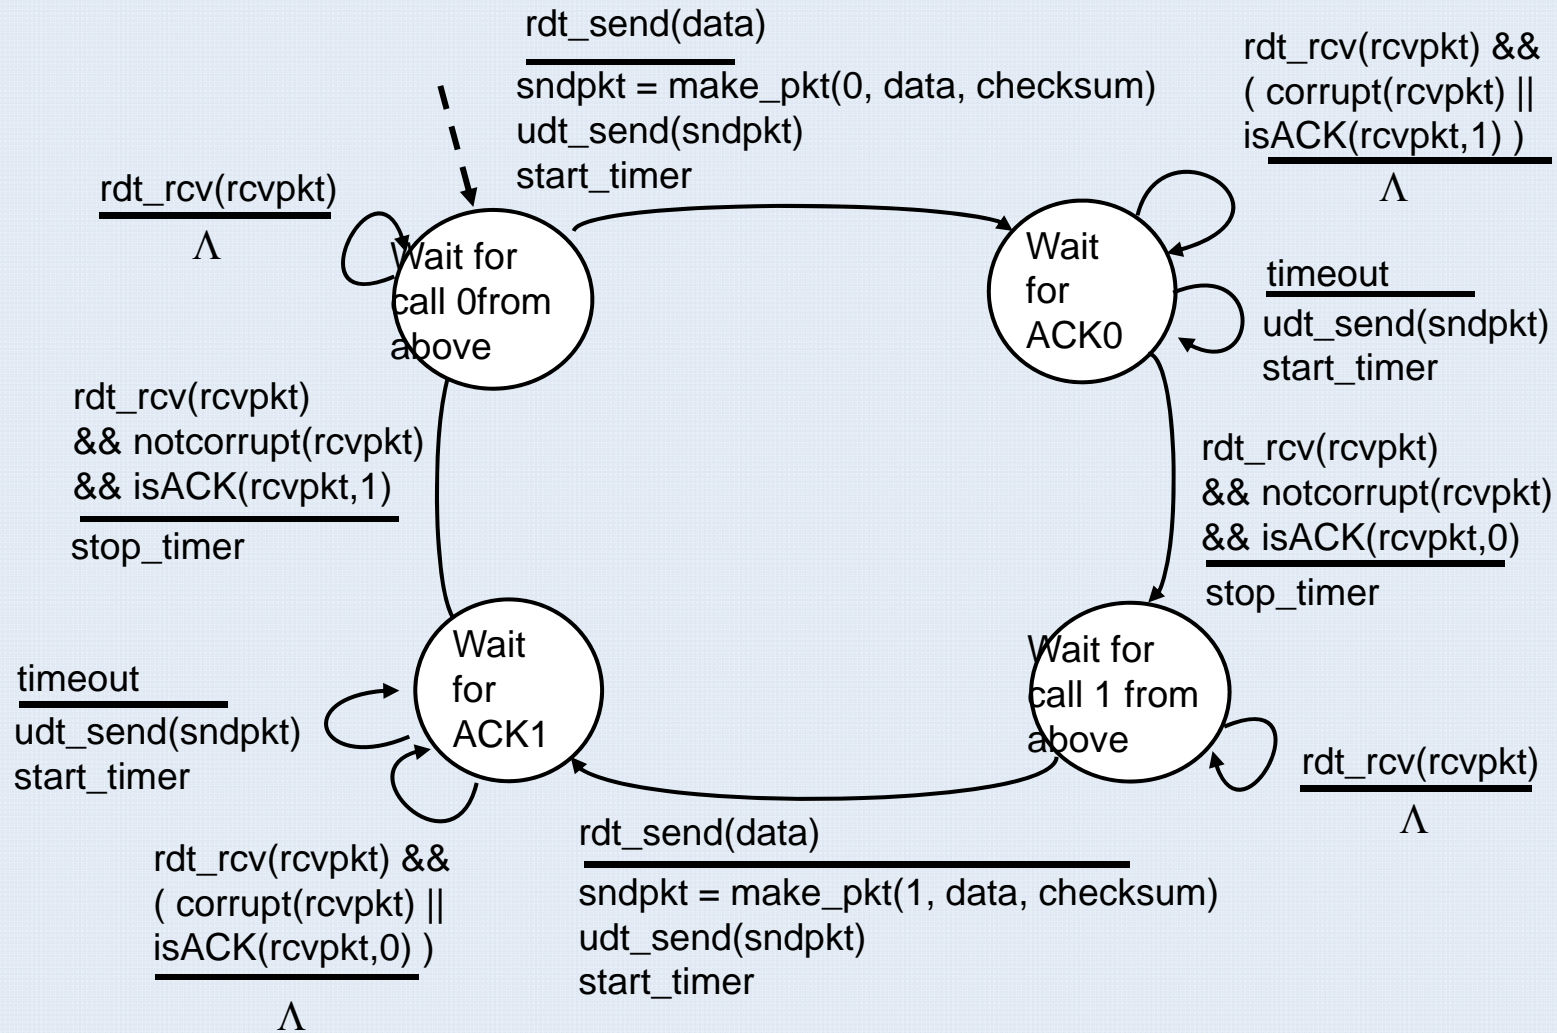 rdt_send(data)
sndpkt = make_pkt(0, data, checksum)
udt_send(sndpkt)
start_timer
rdt_rcv(rcvpkt) &&
( corrupt(rcvpkt) ||
isACK(rcvpkt,1) )
Λ
rdt_rcv(rcvpkt)
Λ
Wait for
call 0from
above
Wait
for
ACK0
timeout
udt_send(sndpkt)
start_timer
rdt_rcv(rcvpkt)
&& notcorrupt(rcvpkt)
&& isACK(rcvpkt,1)
stop_timer
rdt_rcv(rcvpkt)
&& notcorrupt(rcvpkt)
&& isACK(rcvpkt,0)
stop_timer
timeout
udt_send(sndpkt)
start_timer
Wait
for
ACK1
Wait for
call 1 from
above
rdt_rcv(rcvpkt)
Λ
rdt_rcv(rcvpkt) &&
( corrupt(rcvpkt) ||
isACK(rcvpkt,0) )
Λ
rdt_send(data)
sndpkt = make_pkt(1, data, checksum)
udt_send(sndpkt)
start_timer